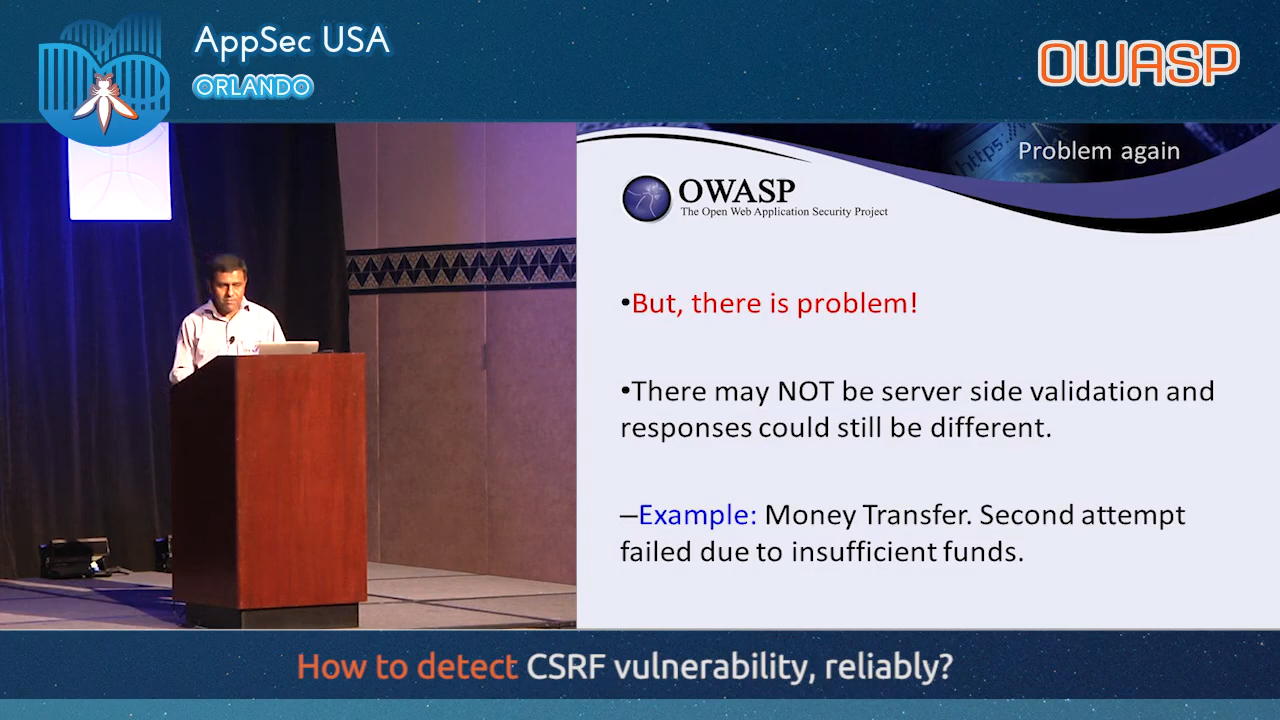 AppSec USA
ORLANDO
OWASP
https://
Problem again
OWASP
The Open Web Application Security Project
•But, there is problem!
•There may NOT be server side validation and
responses could still be different.
–Example: Money Transfer. Second attempt
failed due to insufficient funds.
How to detect CSRF vulnerability, reliably?